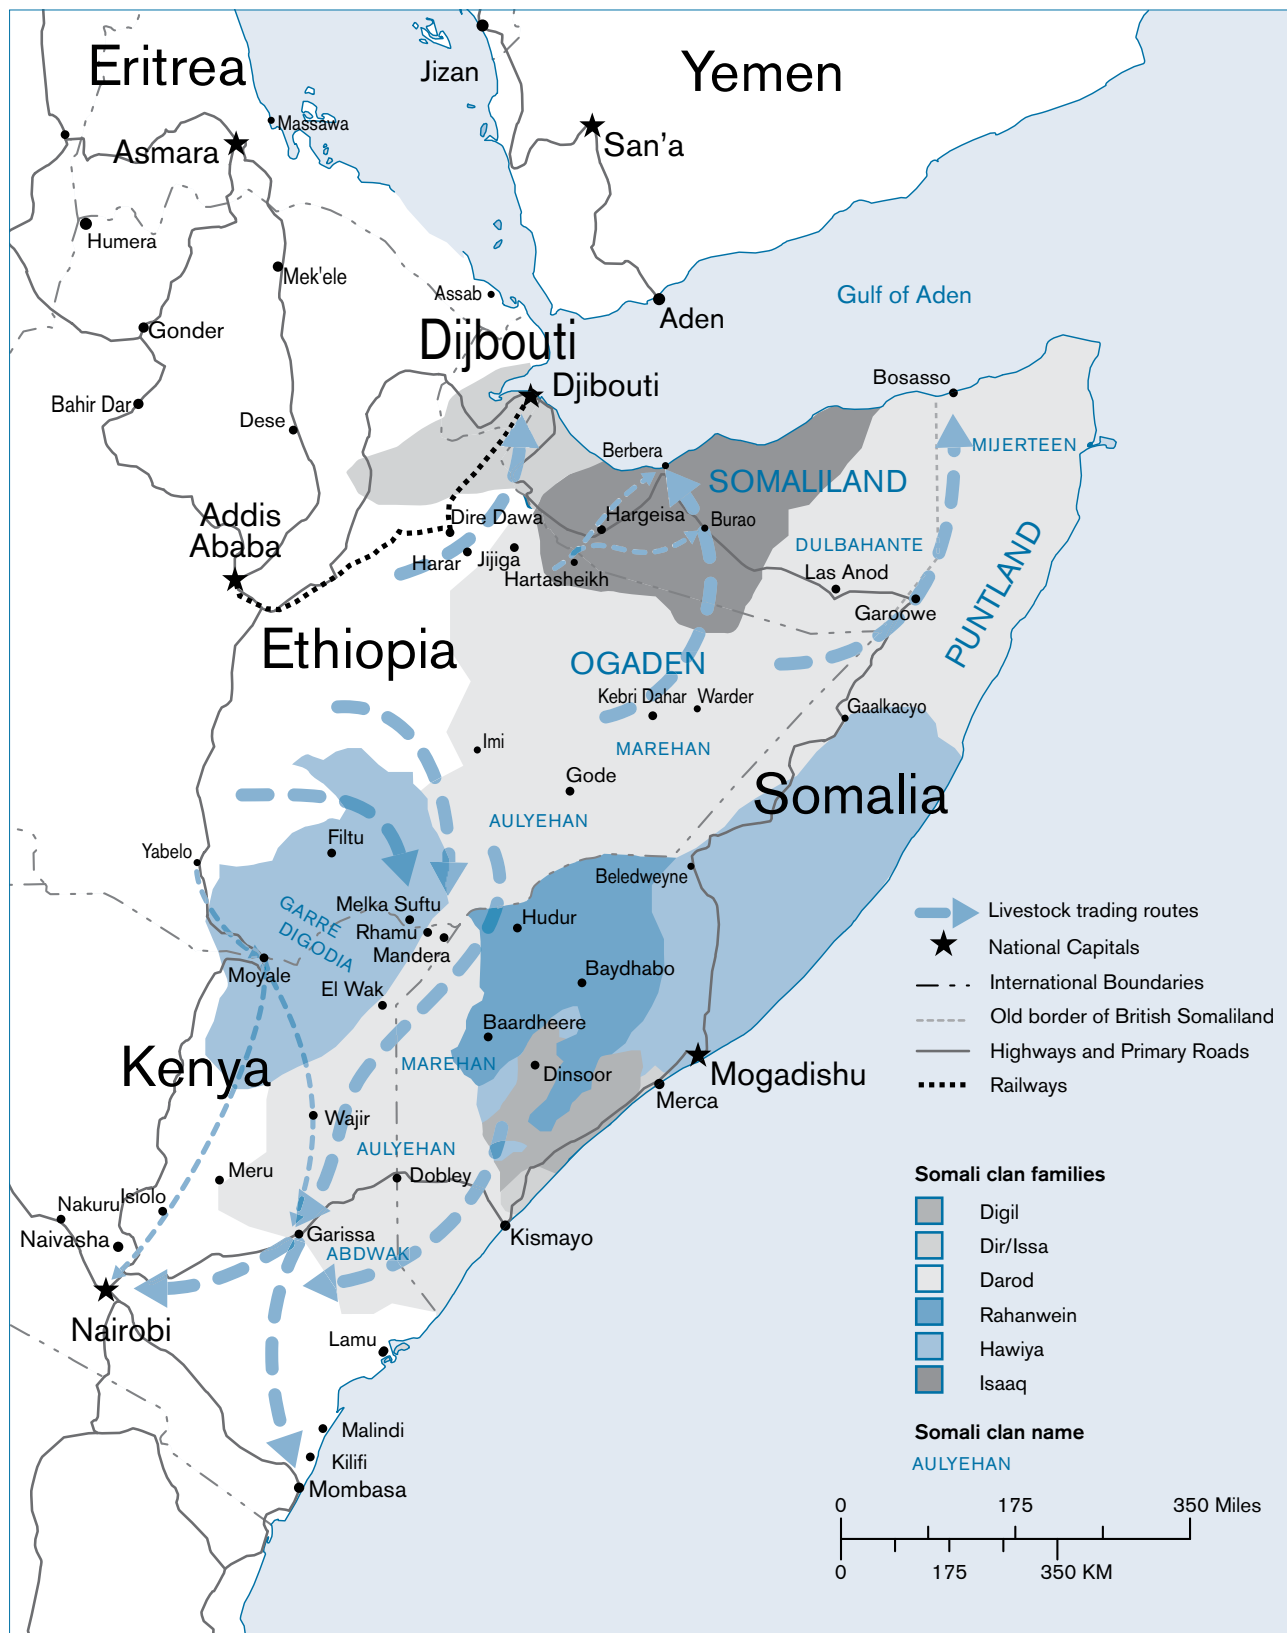 Eritrea
Yemen
Jizan
Massawa
Asmara
San'a
Humera
Mek'ele
Assab
Gulf of Aden
Aden
Gonder
Dijbouti
Djibouti
Bosasso
Bahir Dar
Dese
MIJERTEEN
Berbera
SOMALILAND
Addis
Ababa
Dire Dawa
Hargeisa
Burao
DULBAHANTE
Harar
Jijiga
Hartasheikh
Las Anod
Garoowe
PUNTLAND
Ethiopia
OGADEN
Kebri Dahar
Warder
Gaalkacyo
Imi
MAREHAN
Gode
Somalia
AULYEHAN
Filtu
Yabelo
Beledweyne
Melka Suftu
GARRE
DIGODIA
Rhamu
Hudur
Mandera
Moyale
Baydhabo
El Wak
Baardheere
Kenya
MAREHAN
Dinsoor
Mogadishu
Merca
Wajir
AULYEHAN
Meru
Dobley
Nakuru
Isiolo
Naivasha
Garissa
ABDWAK
Kismayo
Nairobi
Lamu
Malindi
Kilifi
Mombasa
Livestock trading routes
National Capitals
International Boundaries
Old border of British Somaliland
Highways and Primary Roads
Railways
Somali clan families
Digil
Dir/Issa
Darod
Rahanwein
Hawiya
Isaaq
Somali clan name
AULYEHAN
0 175 350 Miles
0 175 350 KM